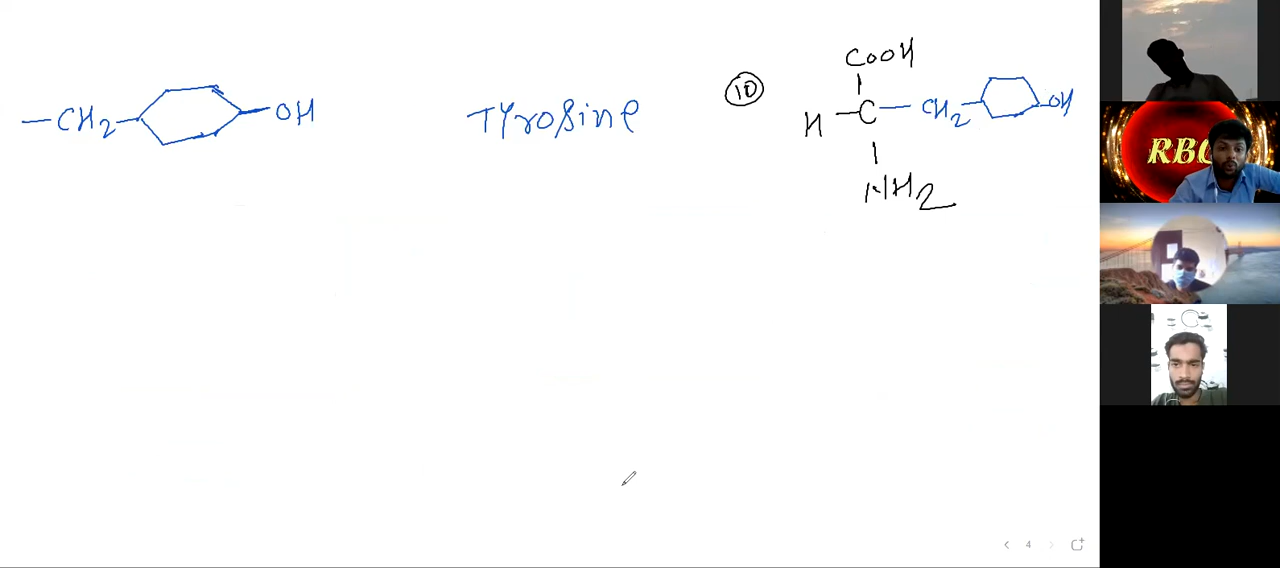 -CH2- -OH
Tyrosine
10
COOH
H -C- CH2- -OH
NH2
RBC
4